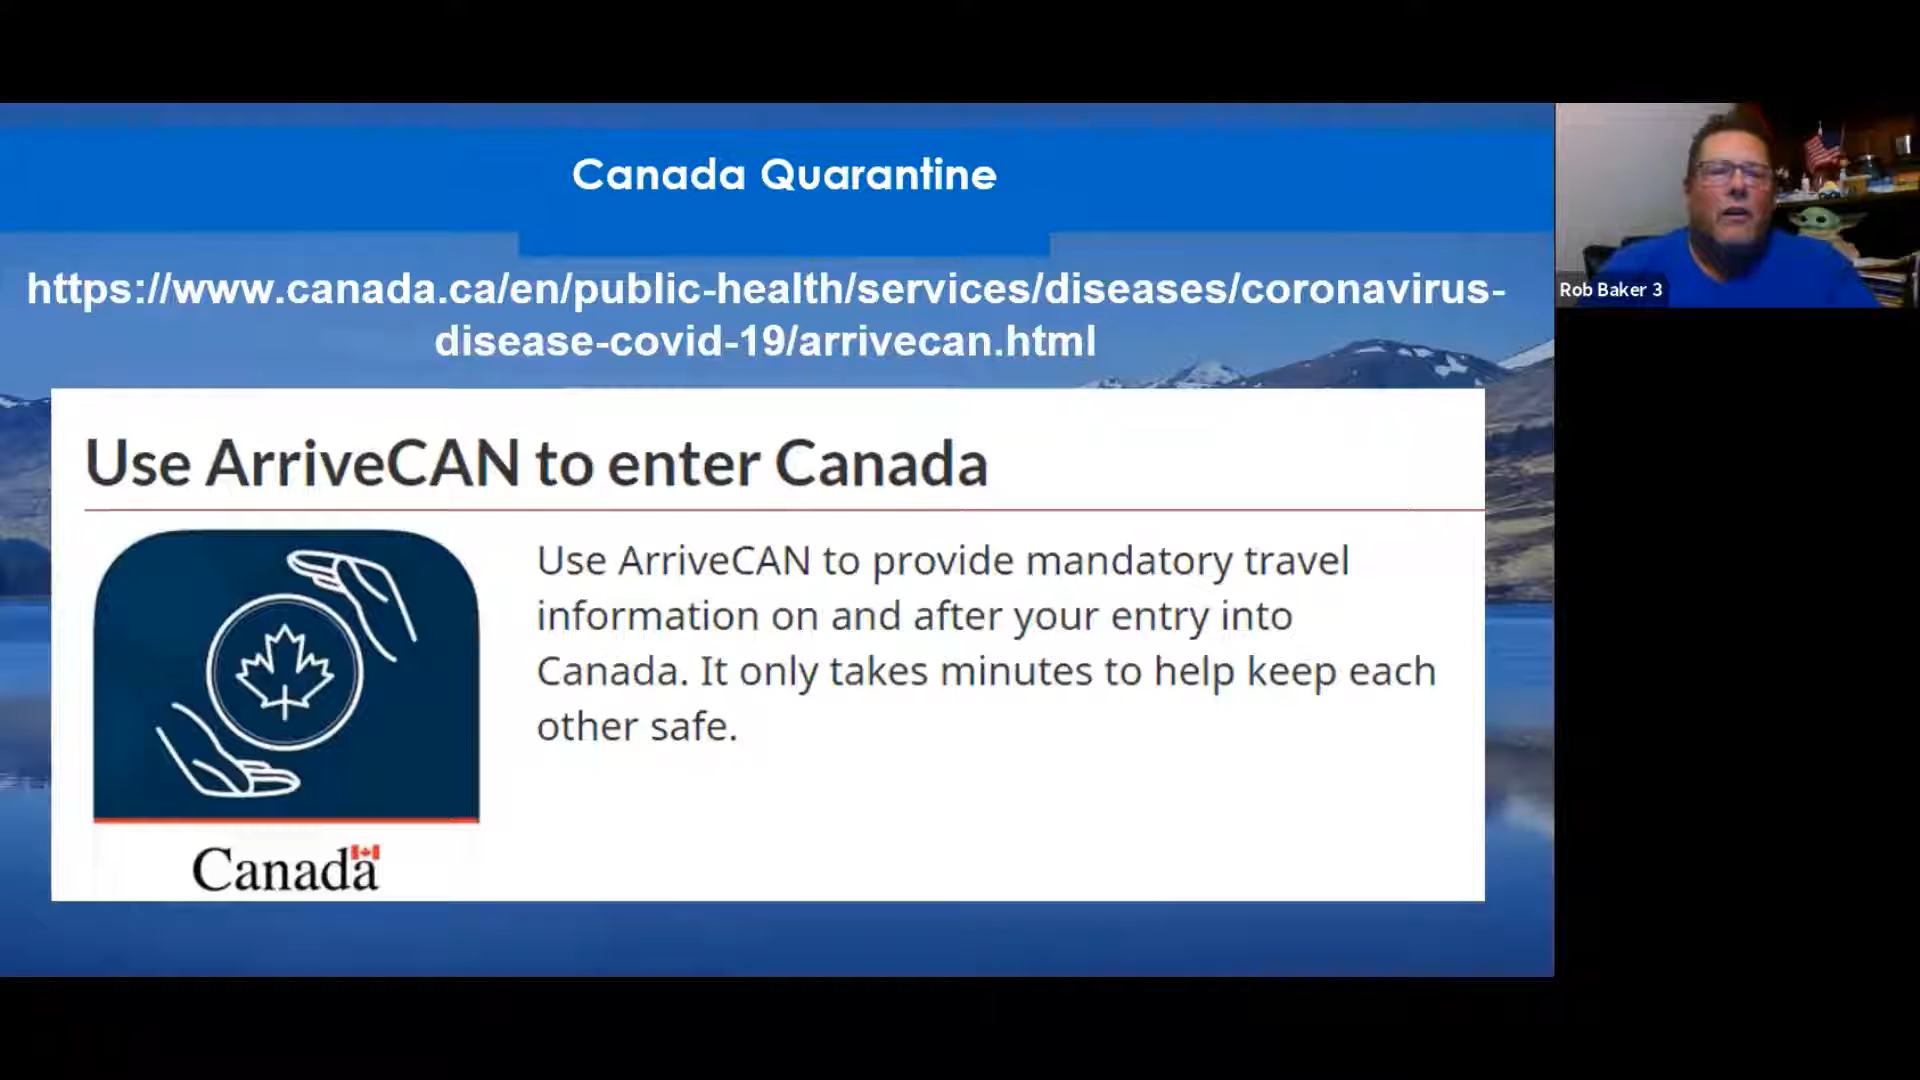 Canada Quarantine
https://www.canada.ca/en/public-health/services/diseases/coronavirus-
disease-covid-19/arrivecan.html
Use ArriveCAN to enter Canada
Use ArriveCAN to provide mandatory travel
information on and after your entry into
Canada. It only takes minutes to help keep each
other safe.
Canada
Rob Baker 3